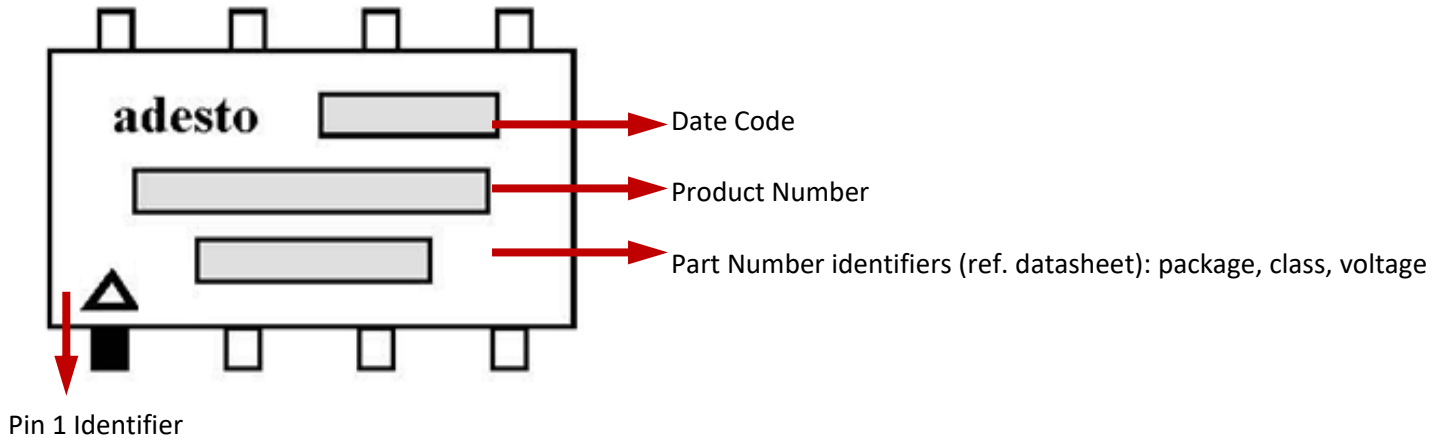 adesto
Date Code
Product Number
Part Number identifiers (ref. datasheet): package, class, voltage
Pin 1 Identifier